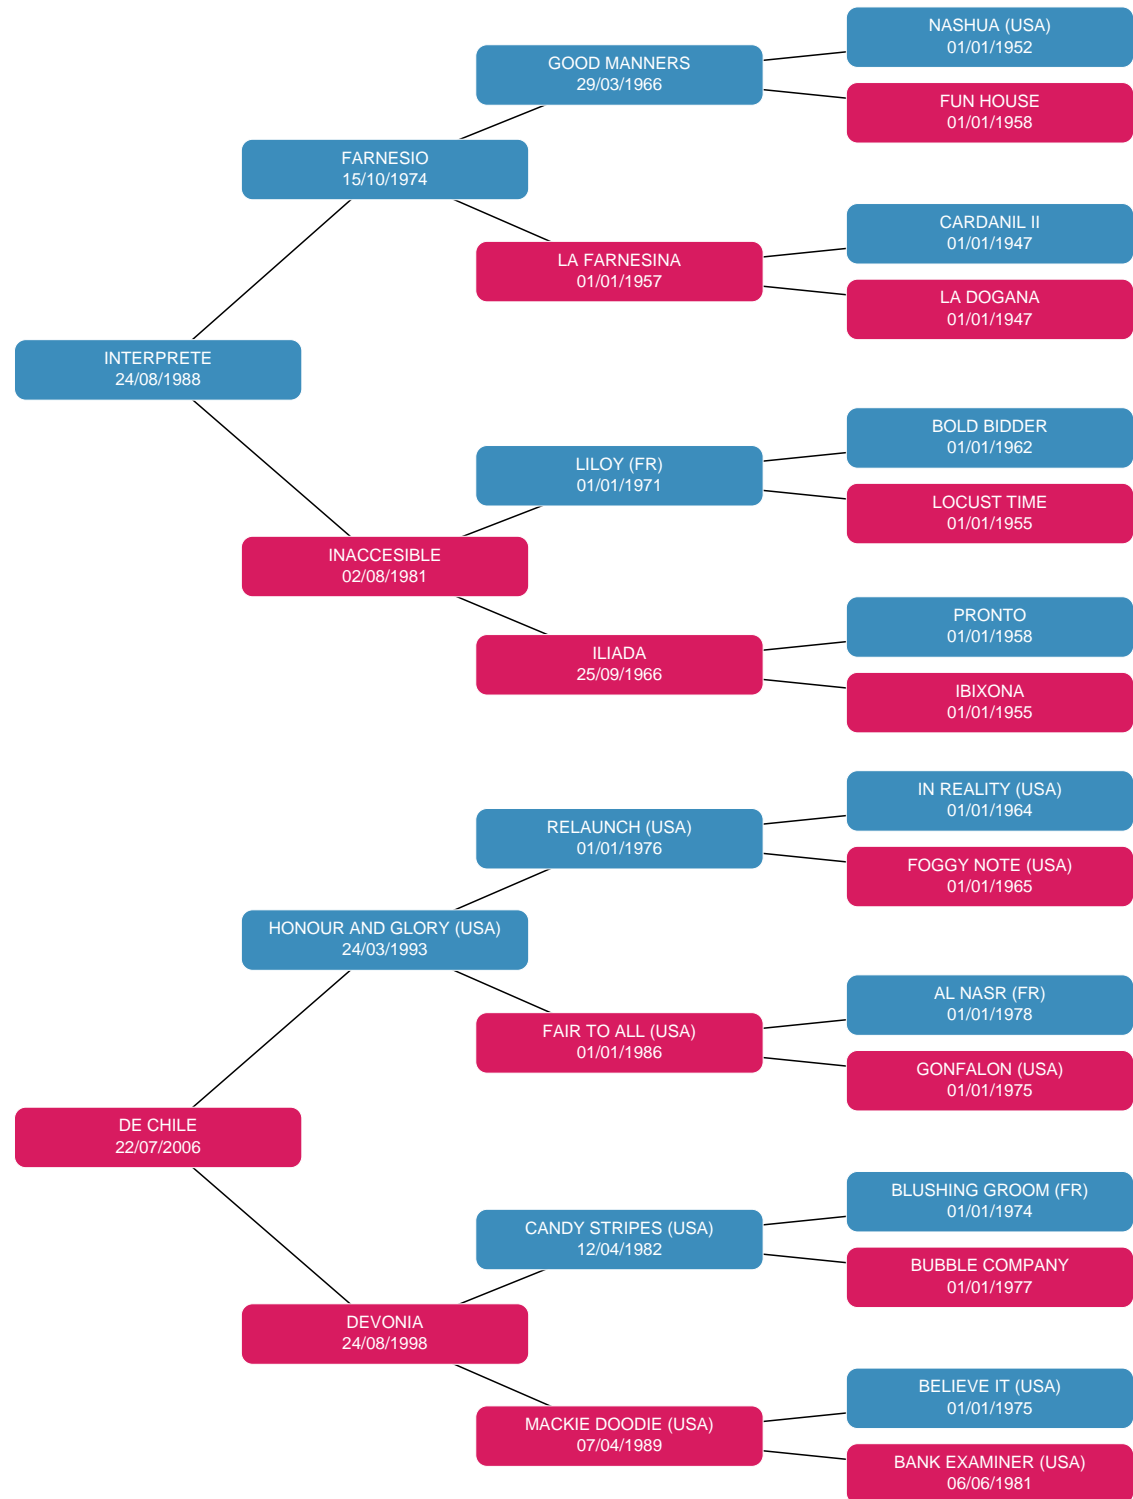 NASHUA (USA)
01/01/1952
GOOD MANNERS
29/03/1966
FUN HOUSE
01/01/1958
FARNESIO
15/10/1974
CARDANIL II
01/01/1947
LA FARNESINA
01/01/1957
LA DOGANA
01/01/1947
INTERPRETE
24/08/1988
BOLD BIDDER
01/01/1962
LILOY (FR)
01/01/1971
LOCUST TIME
01/01/1955
INACCESIBLE
02/08/1981
PRONTO
01/01/1958
ILIADA
25/09/1966
IBIXONA
01/01/1955
IN REALITY (USA)
01/01/1964
RELAUNCH (USA)
01/01/1976
FOGGY NOTE (USA)
01/01/1965
HONOUR AND GLORY (USA)
24/03/1993
AL NASR (FR)
01/01/1978
FAIR TO ALL (USA)
01/01/1986
GONFALON (USA)
01/01/1975
DE CHILE
22/07/2006
BLUSHING GROOM (FR)
01/01/1974
CANDY STRIPES (USA)
12/04/1982
BUBBLE COMPANY
01/01/1977
DEVONIA
24/08/1998
BELIEVE IT (USA)
01/01/1975
MACKIE DOODIE (USA)
07/04/1989
BANK EXAMINER (USA)
06/06/1981